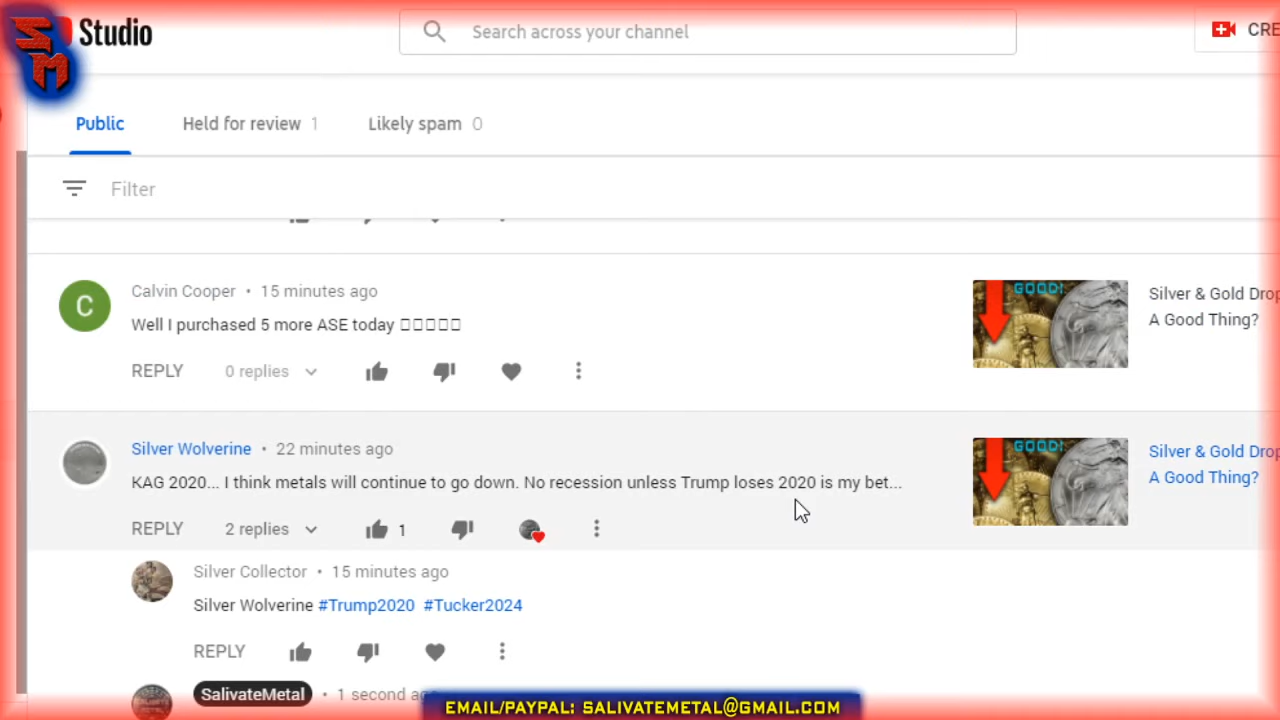 SM
Studio
Search across your channel
CRE
Public
Held for review 1
Likely spam 0
Filter
Calvin Cooper • 15 minutes ago
Well I purchased 5 more ASE today □□□□□
REPLY
0 replies
GOOD!
Silver & Gold Drop
A Good Thing?
Silver Wolverine • 22 minutes ago
KAG 2020... I think metals will continue to go down. No recession unless Trump loses 2020 is my bet...
REPLY
2 replies
1
GOOD!
Silver & Gold Drop
A Good Thing?
Silver Collector • 15 minutes ago
Silver Wolverine #Trump2020 #Tucker2024
REPLY
SalivateMetal • 1 second ago
EMAIL/PAYPAL: SALIVATEMETAL@GMAIL.COM